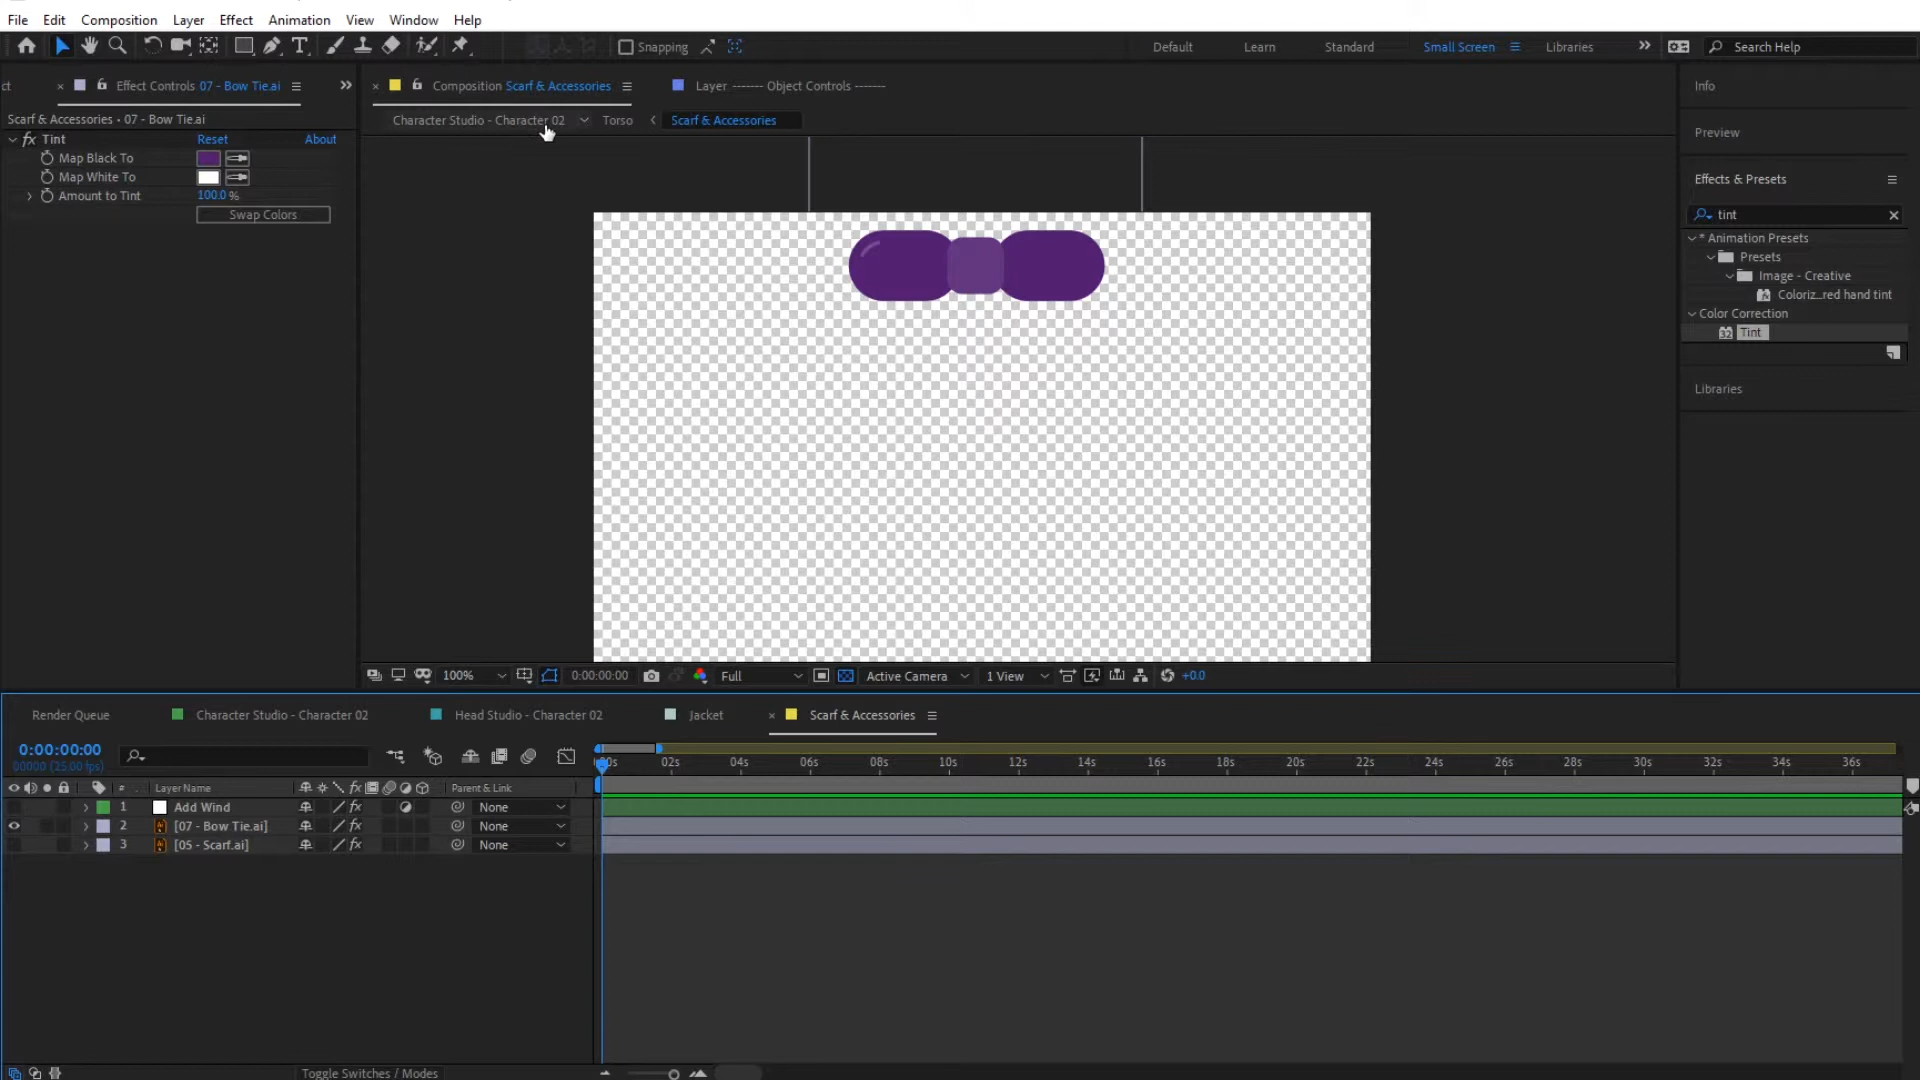 File Edit Composition Layer Effect Animation View Window Help
Snapping Default Learn Standard Small Screen Libraries Search Help
ct Effect Controls 07 - Bow Tie.ai
Composition Scarf & Accessories Layer ------- Object Controls -------
Info
Scarf & Accessories • 07 - Bow Tie.ai
Character Studio - Character 02 Torso Scarf & Accessories
fx Tint Reset About
Preview
Map Black To
Map White To
Amount to Tint 100.0 %
Swap Colors
Effects & Presets
tint
* Animation Presets
Presets
Image - Creative
Coloriz...red hand tint
Color Correction
32 Tint
Libraries
100% 0:00:00:00 Full Active Camera 1 View +0.0
Render Queue Character Studio - Character 02 Head Studio - Character 02 Jacket Scarf & Accessories
0:00:00:00
00000 (25.00 fps)
00s 02s 04s 06s 08s 10s 12s 14s 16s 18s 20s 22s 24s 26s 28s 30s 32s 34s 36s
# Layer Name fx Parent & Link
1 Add Wind fx None
2 [07 - Bow Tie.ai] fx None
3 [05 - Scarf.ai] fx None
Toggle Switches / Modes